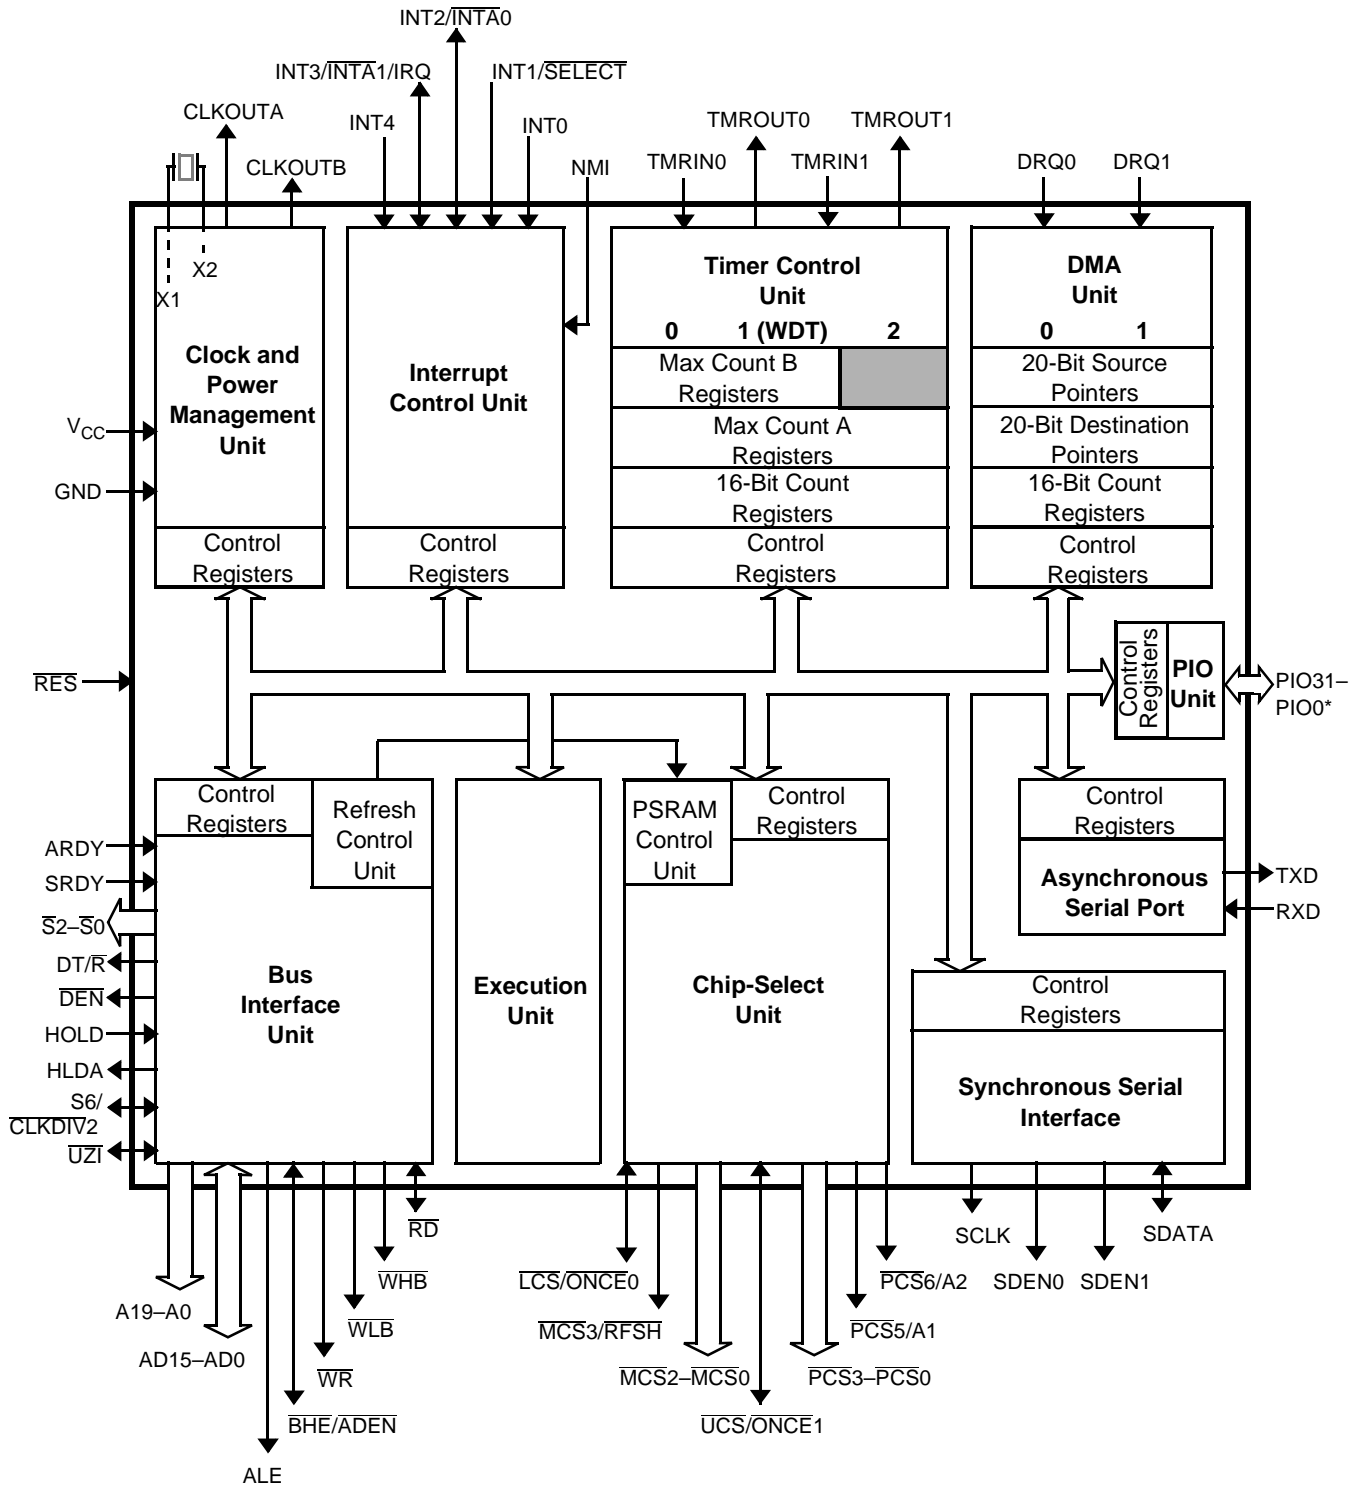 INT2/INTA0
INT3/INTA1/IRQ
INT1/SELECT
CLKOUTA
INT4
INT0
TMROUT0
TMROUT1
CLKOUTB
NMI
TMRIN0
TMRIN1
DRQ0
DRQ1
X2
X1
Clock and
Power
Management
Unit
Control
Registers
Interrupt
Control Unit
Control
Registers
Timer Control
Unit
0 1 (WDT) 2
Max Count B
Registers
Max Count A
Registers
16-Bit Count
Registers
Control
Registers
DMA
Unit
0 1
20-Bit Source
Pointers
20-Bit Destination
Pointers
16-Bit Count
Registers
Control
Registers
VCC
GND
RES
Control
Registers
PIO
Unit
PIO31–
PIO0*
Control
Registers
Refresh
Control
Unit
Bus
Interface
Unit
Execution
Unit
PSRAM
Control
Unit
Control
Registers
Chip-Select
Unit
Control
Registers
Asynchronous
Serial Port
TXD
RXD
Control
Registers
Synchronous Serial
Interface
ARDY
SRDY
S2–S0
DT/R
DEN
HOLD
HLDA
S6/
CLKDIV2
UZI
RD
WHB
A19–A0
WLB
AD15–AD0
WR
BHE/ADEN
ALE
LCS/ONCE0
MCS3/RFSH
MCS2–MCS0
UCS/ONCE1
PCS6/A2
PCS5/A1
PCS3–PCS0
SCLK
SDATA
SDEN0
SDEN1